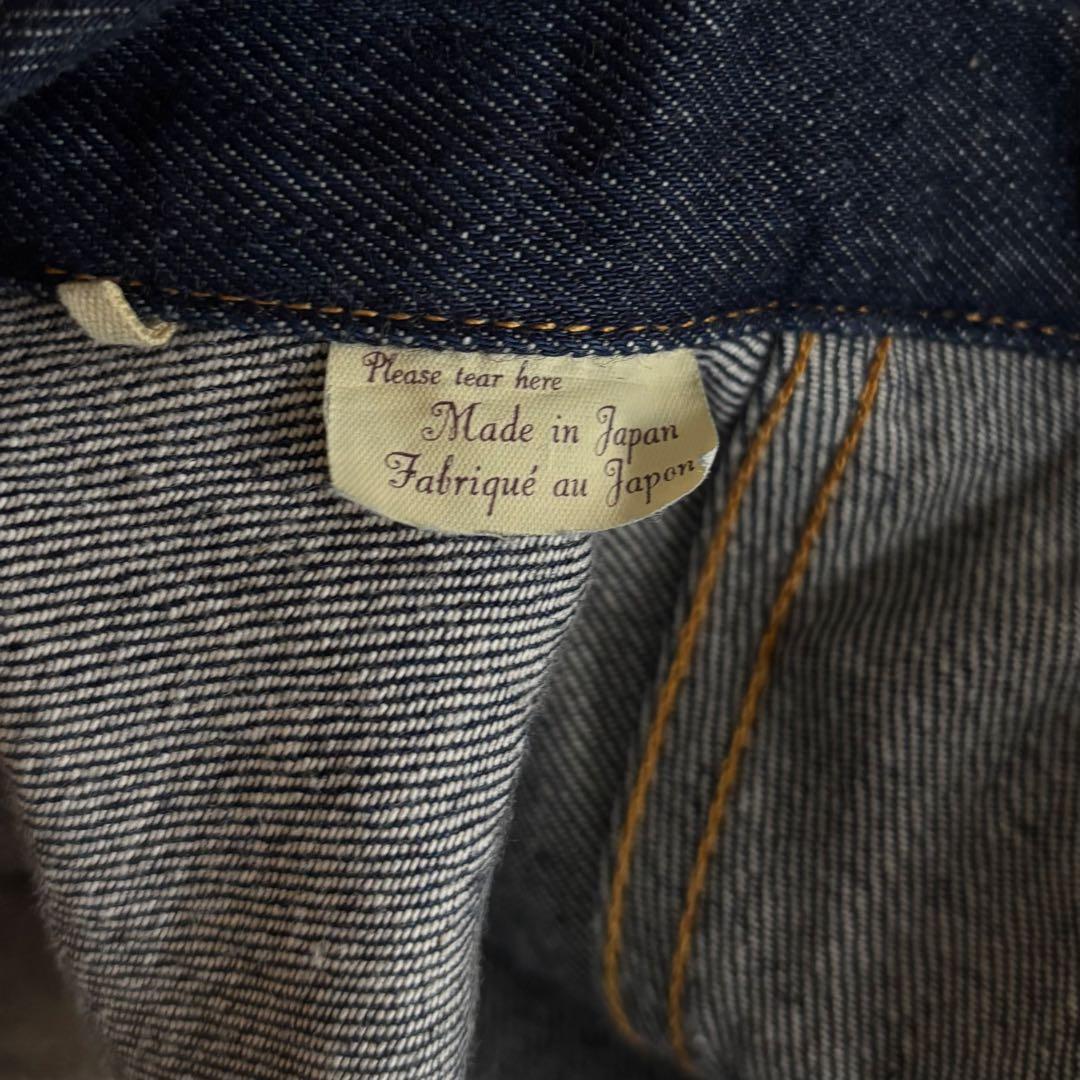 Please tear here
Made in Japan
Fabriqué au Japon